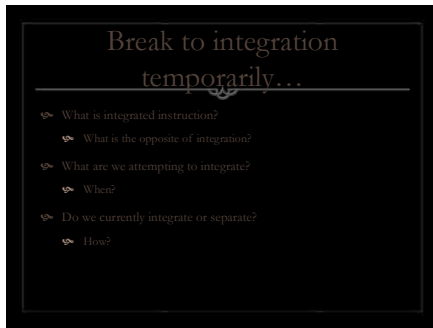 Break to integration
temporarily...
What is integrated instruction?
What is the opposite of integration?
What are we attempting to integrate?
When?
Do we currently integrate or separate?
How?